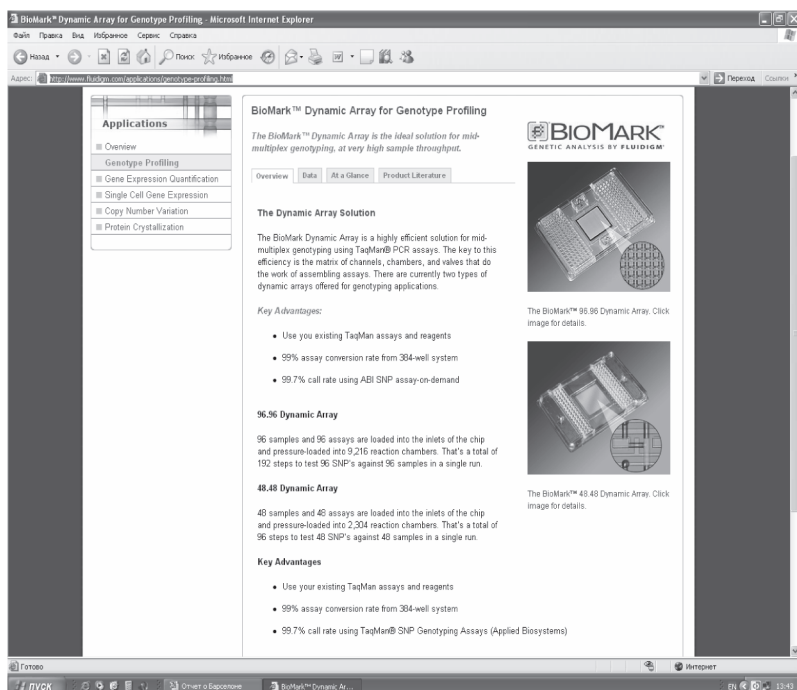 BioMark™ Dynamic Array for Genotype Profiling - Microsoft Internet Explorer
Файл Правка Вид Избранное Сервис Справка
Назад Поиск Избранное
Адрес: http://www.fluidigm.com/applications/genotype-profiling.html Переход Ссылки
Applications
Overview
Genotype Profiling
Gene Expression Quantification
Single Cell Gene Expression
Copy Number Variation
Protein Crystallization
BioMark™ Dynamic Array for Genotype Profiling
The BioMark™ Dynamic Array is the ideal solution for mid-
multiplex genotyping, at very high sample throughput.
Overview Data At a Glance Product Literature
The Dynamic Array Solution
The BioMark Dynamic Array is a highly efficient solution for mid-
multiplex genotyping using TaqMan® PCR assays. The key to this
efficiency is the matrix of channels, chambers, and valves that do
the work of assembling assays. There are currently two types of
dynamic arrays offered for genotyping applications.
Key Advantages:
• Use you existing TaqMan assays and reagents
• 99% assay conversion rate from 384-well system
• 99.7% call rate using ABI SNP assay-on-demand
96.96 Dynamic Array
96 samples and 96 assays are loaded into the inlets of the chip
and pressure-loaded into 9,216 reaction chambers. That's a total of
192 steps to test 96 SNP's against 96 samples in a single run.
48.48 Dynamic Array
48 samples and 48 assays are loaded into the inlets of the chip
and pressure-loaded into 2,304 reaction chambers. That's a total of
96 steps to test 48 SNP's against 48 samples in a single run.
Key Advantages
• Use your existing TaqMan assays and reagents
• 99% assay conversion rate from 384-well system
• 99.7% call rate using TaqMan® SNP Genotyping Assays (Applied Biosystems)
BIOMARK™
GENETIC ANALYSIS BY FLUIDIGM
The BioMark™ 96.96 Dynamic Array. Click
image for details.
The BioMark™ 48.48 Dynamic Array. Click
image for details.
Готово Интернет
пуск Отчет о Барселоне BioMark™ Dynamic Ar... EN 13:43